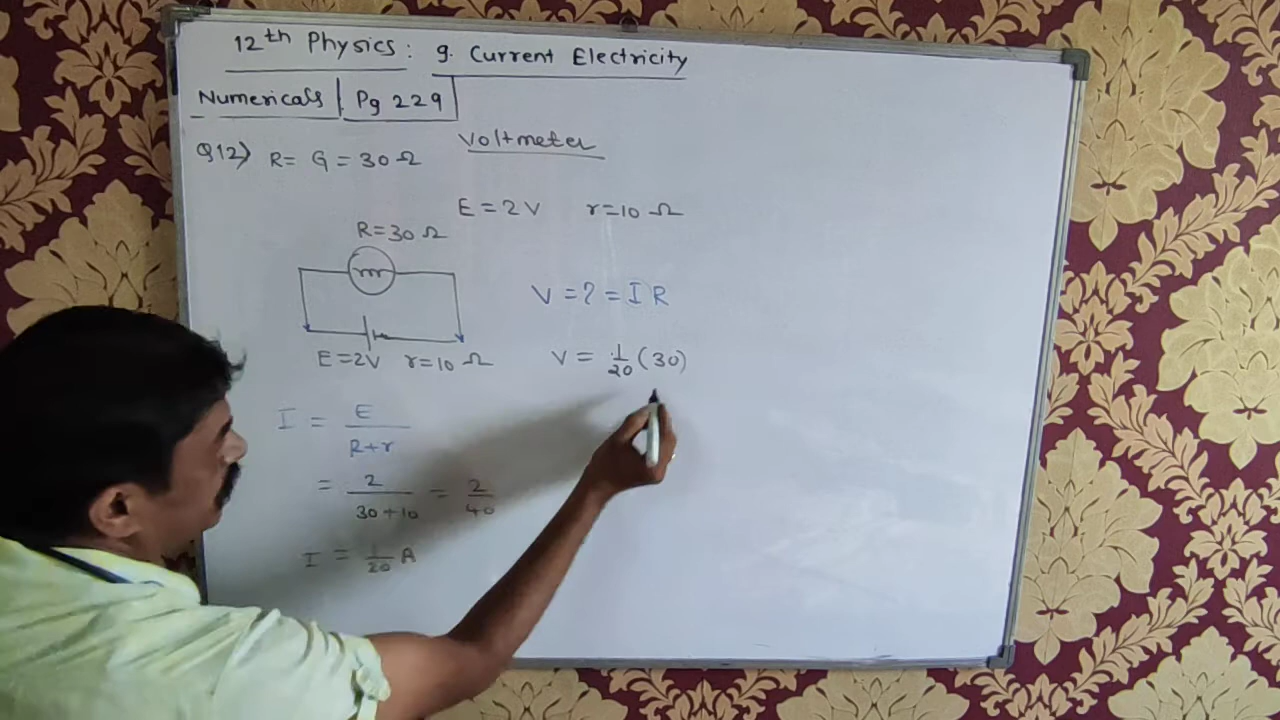 12th Physics: 9. Current Electricity
Numericals | Pg 229
Voltmeter
Q12) R= G = 30 Ω
E = 2V r=10 Ω
R=30 Ω
V = ? = I R
E=2V r=10 Ω
V = 1/20 (30)
I = E/R+r
= 2/30+10 = 2/40
I = 1/20 A